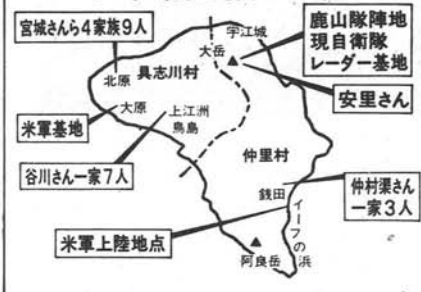 宮城さんら4家族9人
宇江城
大岳
鹿山隊陣地
現自衛隊
レーダー基地
具志川村
北原
安里さん
大原
上江洲
鳥島
米軍基地
仲里村
谷川さん一家7人
仲村渠さん
一家3人
銭田
イーフの浜
米軍上陸地点
阿良岳